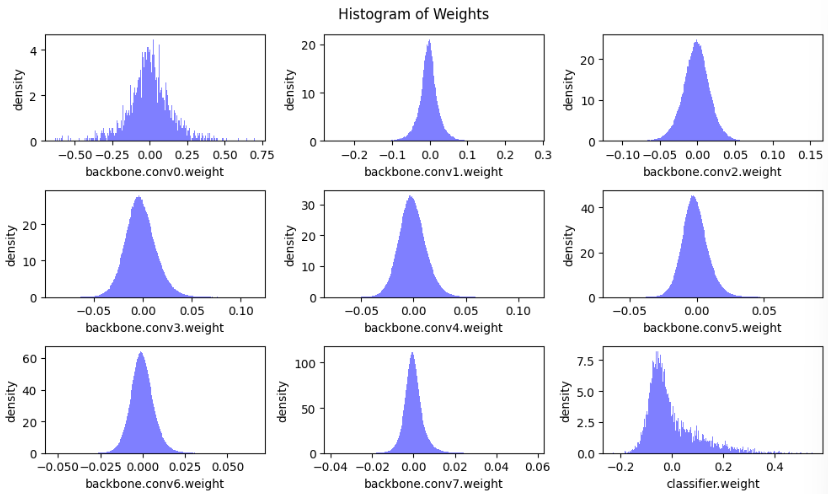 Histogram of Weights
density
4
2
0
−0.50 −0.25 0.00 0.25 0.50 0.75
backbone.conv0.weight
density
20
10
0
−0.2 −0.1 0.0 0.1 0.2 0.3
backbone.conv1.weight
density
20
10
0
−0.10 −0.05 0.00 0.05 0.10 0.15
backbone.conv2.weight
density
20
10
0
−0.05 0.00 0.05 0.10
backbone.conv3.weight
density
30
20
10
0
−0.05 0.00 0.05 0.10
backbone.conv4.weight
density
40
20
0
−0.05 0.00 0.05
backbone.conv5.weight
density
60
40
20
0
−0.050 −0.025 0.000 0.025 0.050
backbone.conv6.weight
density
100
50
0
−0.04 −0.02 0.00 0.02 0.04 0.06
backbone.conv7.weight
density
7.5
5.0
2.5
0.0
−0.2 0.0 0.2 0.4
classifier.weight